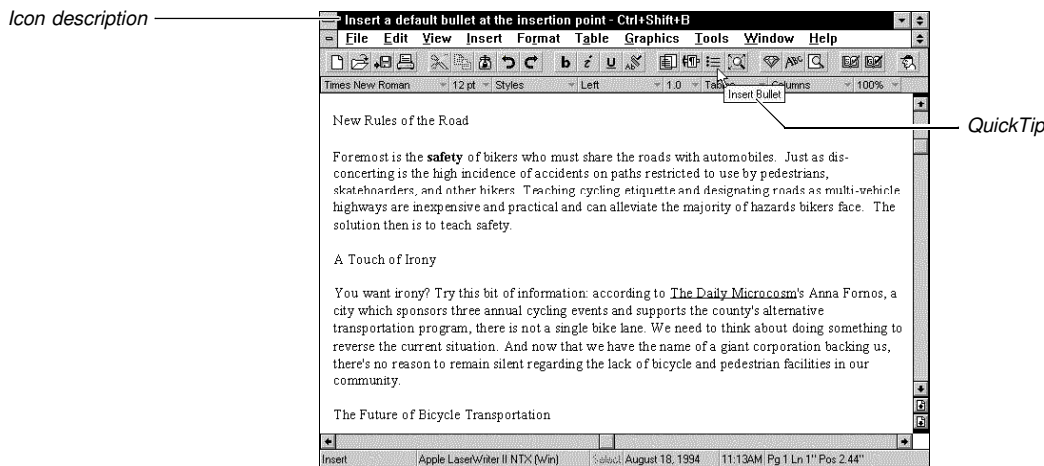 Icon description
Insert a default bullet at the insertion point - Ctrl+Shift+B
File Edit View Insert Format Table Graphics Tools Window Help
b i u ABC
Times New Roman 12 pt Styles Left 1.0 Tables Columns 100%
Insert Bullet
QuickTip
New Rules of the Road
Foremost is the safety of bikers who must share the roads with automobiles. Just as dis-
concerting is the high incidence of accidents on paths restricted to use by pedestrians,
skateboarders, and other bikers. Teaching cycling etiquette and designating roads as multi-vehicle
highways are inexpensive and practical and can alleviate the majority of hazards bikers face. The
solution then is to teach safety.
A Touch of Irony
You want irony? Try this bit of information: according to The Daily Microcosm's Anna Fornos, a
city which sponsors three annual cycling events and supports the county's alternative
transportation program, there is not a single bike lane. We need to think about doing something to
reverse the current situation. And now that we have the name of a giant corporation backing us,
there's no reason to remain silent regarding the lack of bicycle and pedestrian facilities in our
community.
The Future of Bicycle Transportation
Insert Apple LaserWriter II NTX (Win) Select August 18, 1994 11:13AM Pg 1 Ln 1" Pos 2.44"